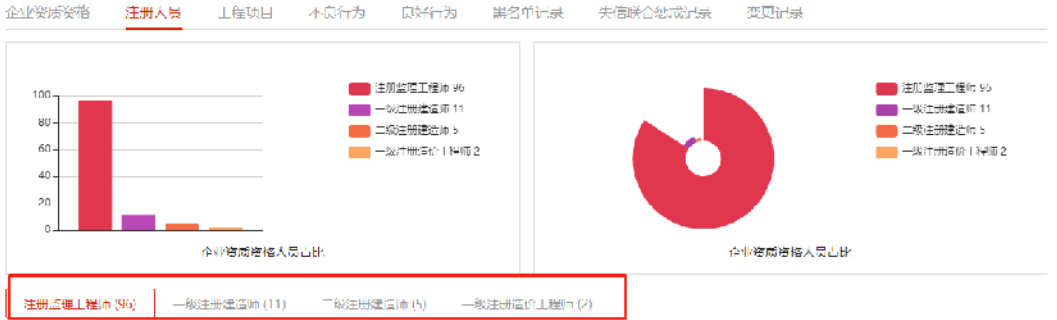 企业资质资格 注册人员 工程项目 不良行为 良好行为 黑名单记录 失信联合惩戒记录 变更记录
100
80
60
40
20
0
注册监理工程师 96
一级注册建造师 11
二级注册建造师 5
一级注册造价工程师 2
企业资质资格人员占比
注册监理工程师 96
一级注册建造师 11
二级注册建造师 5
一级注册造价工程师 2
企业资质资格人员占比
注册监理工程师 (96) 一级注册建造师 (11) 二级注册建造师 (5) 一级注册造价工程师 (2)